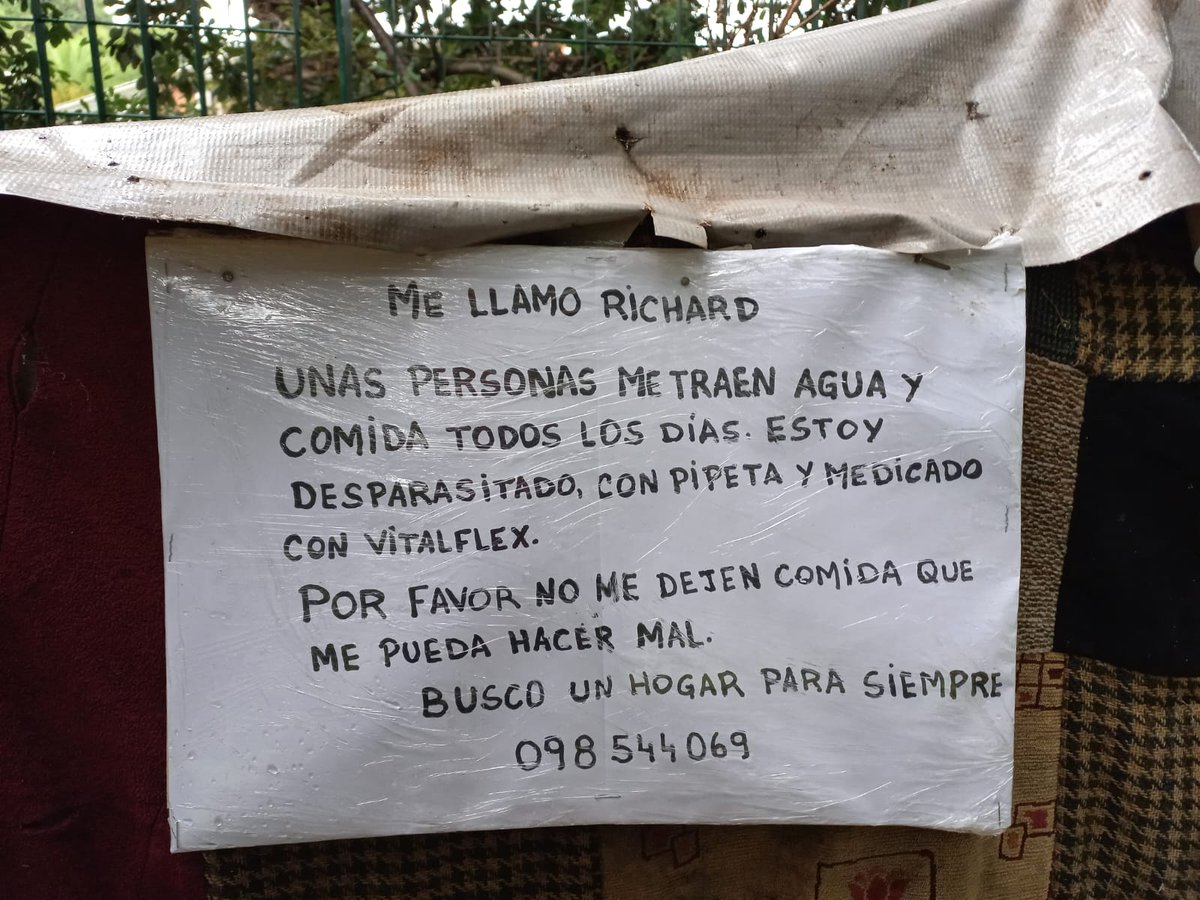 ME LLAMO RICHARD
UNAS PERSONAS ME TRAEN AGUA Y
COMIDA TODOS LOS DÍAS. ESTOY
DESPARASITADO, CON PIPETA Y MEDICADO
CON VITALFLEX.
POR FAVOR NO ME DEJEN COMIDA QUE
ME PUEDA HACER MAL.
BUSCO UN HOGAR PARA SIEMPRE
098 544069